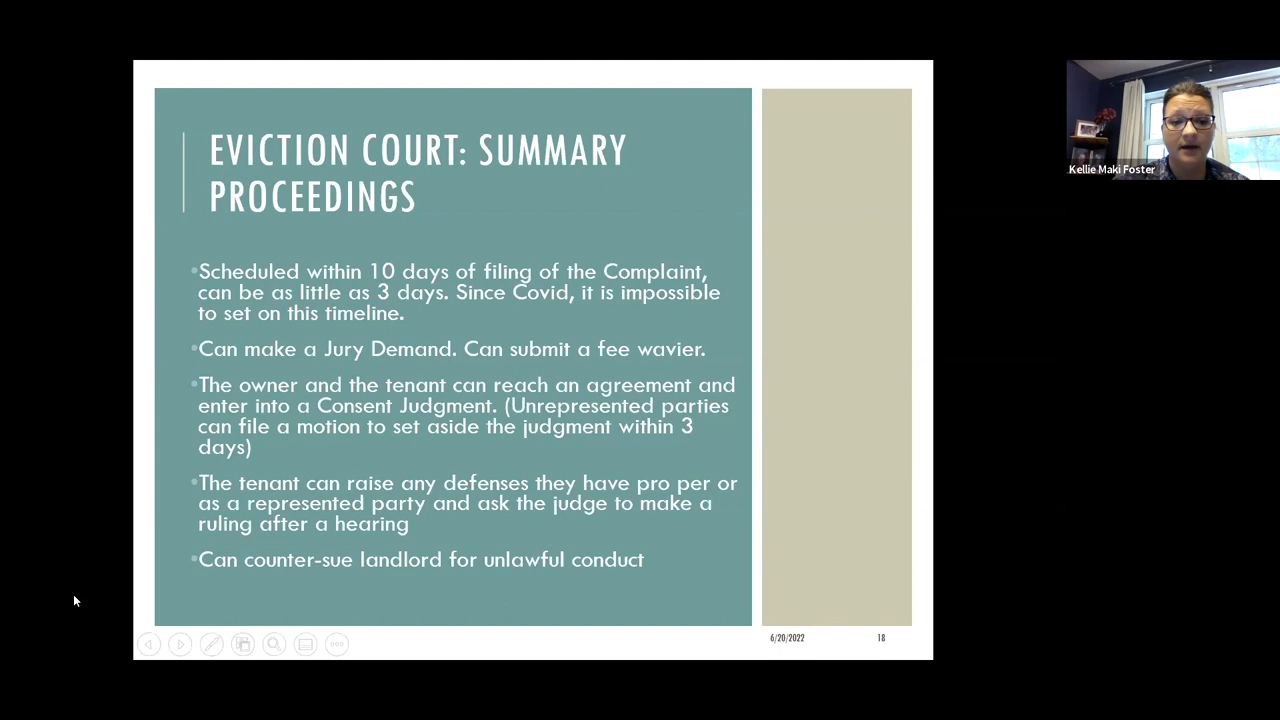 EVICTION COURT: SUMMARY
PROCEEDINGS
•Scheduled within 10 days of filing of the Complaint,
can be as little as 3 days. Since Covid, it is impossible
to set on this timeline.
•Can make a Jury Demand. Can submit a fee wavier.
•The owner and the tenant can reach an agreement and
enter into a Consent Judgment. (Unrepresented parties
can file a motion to set aside the judgment within 3
days)
•The tenant can raise any defenses they have pro per or
as a represented party and ask the judge to make a
ruling after a hearing
•Can counter-sue landlord for unlawful conduct
6/20/2022
18
Kellie Maki Foster